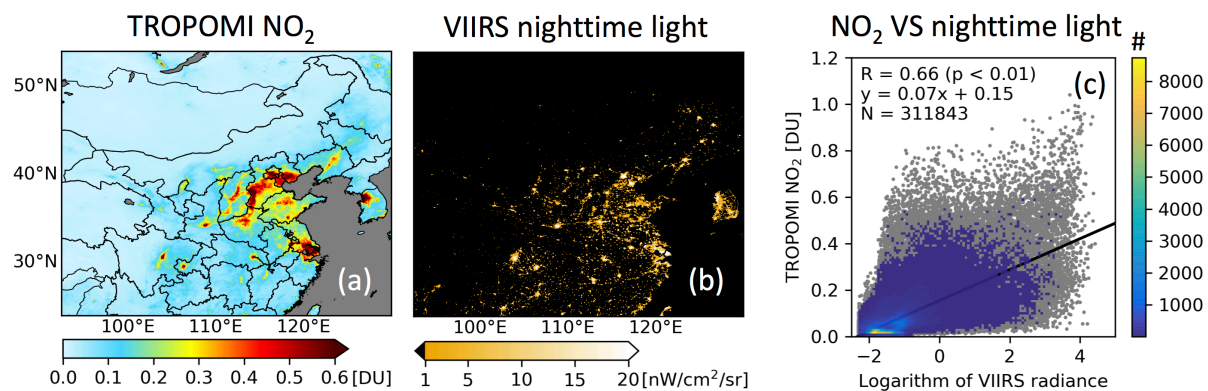 TROPOMI NO₂
50°N
40°N
30°N
(a)
100°E 110°E 120°E
0.0 0.1 0.2 0.3 0.4 0.5 0.6 [DU]
VIIRS nighttime light
(b)
100°E 110°E 120°E
1 5 10 15 20 [nW/cm²/sr]
NO₂ VS nighttime light
#
R = 0.66 (p < 0.01)
y = 0.07x + 0.15
N = 311843
(c)
TROPOMI NO₂ [DU]
1.2
1.0
0.8
0.6
0.4
0.2
0.0
−2 0 2 4
Logarithm of VIIRS radiance
8000
7000
6000
5000
4000
3000
2000
1000